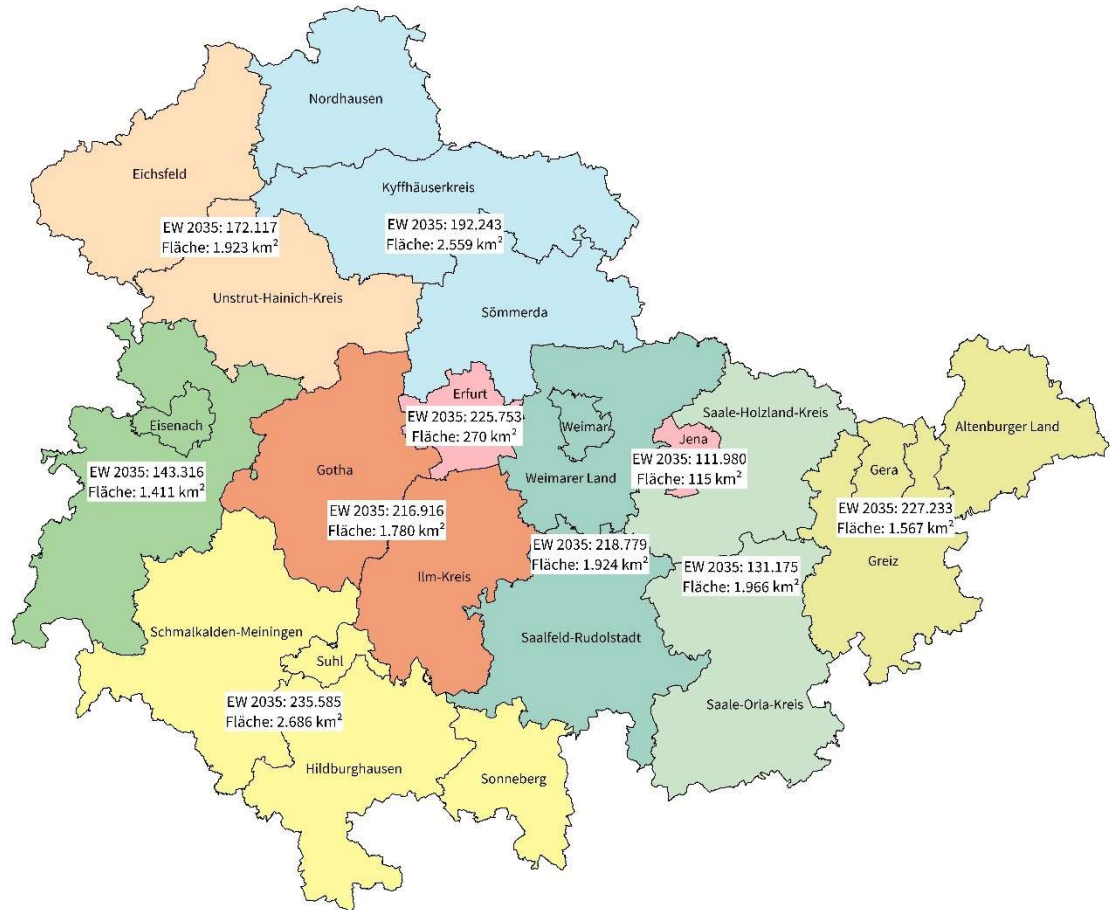 Nordhausen
Eichsfeld
Kyffhäuserkreis
EW 2035: 172.117
Fläche: 1.923 km²
EW 2035: 192.243
Fläche: 2.559 km²
Unstrut-Hainich-Kreis
Sömmerda
Erfurt
EW 2035: 225.753
Fläche: 270 km²
Eisenach
Weimar
Saale-Holzland-Kreis
Jena
EW 2035: 111.980
Fläche: 115 km²
Altenburger Land
Gera
EW 2035: 143.316
Fläche: 1.411 km²
Gotha
Weimarer Land
EW 2035: 216.916
Fläche: 1.780 km²
EW 2035: 227.233
Fläche: 1.567 km²
EW 2035: 218.779
Fläche: 1.924 km²
Greiz
Ilm-Kreis
EW 2035: 131.175
Fläche: 1.966 km²
Schmalkalden-Meiningen
Saalfeld-Rudolstadt
Suhl
EW 2035: 235.585
Fläche: 2.686 km²
Saale-Orla-Kreis
Hildburghausen
Sonneberg